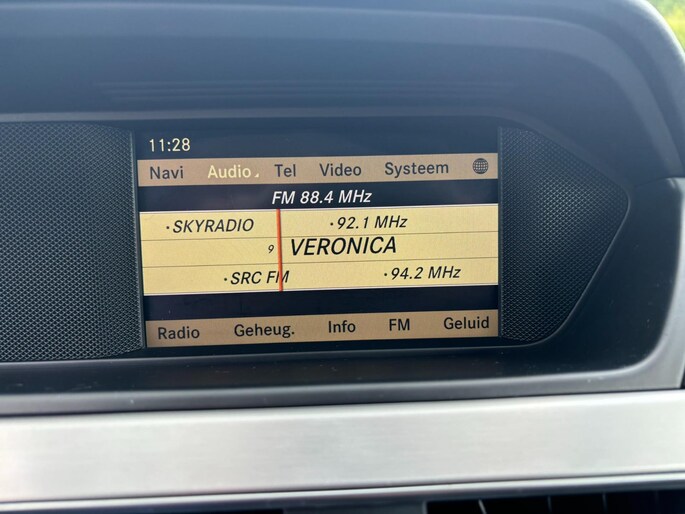 11:28
Navi Audio Tel Video Systeem
FM 88.4 MHz
·SKYRADIO ·92.1 MHz
9 VERONICA
·SRC FM ·94.2 MHz
Radio Geheug. Info FM Geluid